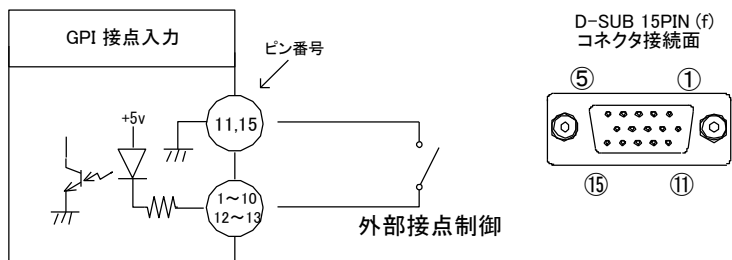 GPI 接点入力
ピン番号
+5v
11,15
1~10
12~13
外部接点制御
D-SUB 15PIN (f)
コネクタ接続面
⑤ ①
⑮ ⑪